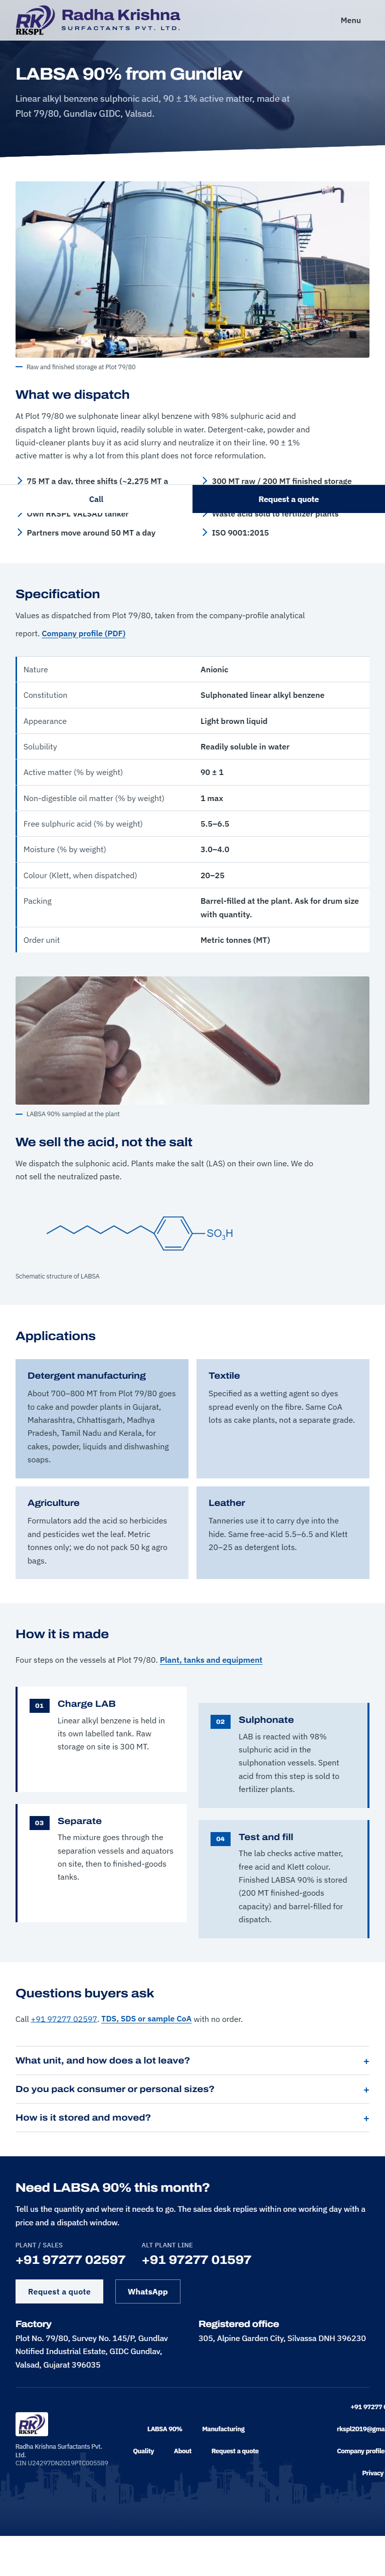 RK
RKSPL
Radha Krishna
SURFACTANTS PVT. LTD.
Menu
LABSA 90% from Gundlav
Linear alkyl benzene sulphonic acid, 90 ± 1% active matter, made at
Plot 79/80, Gundlav GIDC, Valsad.
Raw and finished storage at Plot 79/80
What we dispatch
At Plot 79/80 we sulphonate linear alkyl benzene with 98% sulphuric acid and
dispatch a light brown liquid, readily soluble in water. Detergent-cake, powder and
liquid-cleaner plants buy it as acid slurry and neutralize it on their line. 90 ± 1%
active matter is why a lot from this plant does not force reformulation.
75 MT a day, three shifts (~2,275 MT a
300 MT raw / 200 MT finished storage
Call
Request a quote
Own RKSPL VALSAD tanker
Waste acid sold to fertilizer plants
Partners move around 50 MT a day
ISO 9001:2015
Specification
Values as dispatched from Plot 79/80, taken from the company-profile analytical
report. Company profile (PDF)
Nature Anionic
Constitution Sulphonated linear alkyl benzene
Appearance Light brown liquid
Solubility Readily soluble in water
Active matter (% by weight) 90 ± 1
Non-digestible oil matter (% by weight) 1 max
Free sulphuric acid (% by weight) 5.5–6.5
Moisture (% by weight) 3.0–4.0
Colour (Klett, when dispatched) 20–25
Packing Barrel-filled at the plant. Ask for drum size
with quantity.
Order unit Metric tonnes (MT)
LABSA 90% sampled at the plant
We sell the acid, not the salt
We dispatch the sulphonic acid. Plants make the salt (LAS) on their own line. We do
not sell the neutralized paste.
SO3H
Schematic structure of LABSA
Applications
Detergent manufacturing
About 700–800 MT from Plot 79/80 goes
to cake and powder plants in Gujarat,
Maharashtra, Chhattisgarh, Madhya
Pradesh, Tamil Nadu and Kerala, for
cakes, powder, liquids and dishwashing
soaps.
Textile
Specified as a wetting agent so dyes
spread evenly on the fibre. Same CoA
lots as cake plants, not a separate grade.
Agriculture
Formulators add the acid so herbicides
and pesticides wet the leaf. Metric
tonnes only; we do not pack 50 kg agro
bags.
Leather
Tanneries use it to carry dye into the
hide. Same free-acid 5.5–6.5 and Klett
20–25 as detergent lots.
How it is made
Four steps on the vessels at Plot 79/80. Plant, tanks and equipment
01
Charge LAB
Linear alkyl benzene is held in
its own labelled tank. Raw
storage on site is 300 MT.
02
Sulphonate
LAB is reacted with 98%
sulphuric acid in the
sulphonation vessels. Spent
acid from this step is sold to
fertilizer plants.
03
Separate
The mixture goes through the
separation vessels and aquators
on site, then to finished-goods
tanks.
04
Test and fill
The lab checks active matter,
free acid and Klett colour.
Finished LABSA 90% is stored
(200 MT finished-goods
capacity) and barrel-filled for
dispatch.
Questions buyers ask
Call +91 97277 02597. TDS, SDS or sample CoA with no order.
What unit, and how does a lot leave? +
Do you pack consumer or personal sizes? +
How is it stored and moved? +
Need LABSA 90% this month?
Tell us the quantity and where it needs to go. The sales desk replies within one working day with a
price and a dispatch window.
PLANT / SALES
+91 97277 02597
ALT PLANT LINE
+91 97277 01597
Request a quote
WhatsApp
Factory
Plot No. 79/80, Survey No. 145/P, Gundlav
Notified Industrial Estate, GIDC Gundlav,
Valsad, Gujarat 396035
Registered office
305, Alpine Garden City, Silvassa DNH 396230
RK
RKSPL
Radha Krishna Surfactants Pvt.
Ltd.
CIN U24297DN2019PTC005589
LABSA 90%
Manufacturing
Quality
About
Request a quote
+91 97277
rkspl2019@gma
Company profile
Privacy